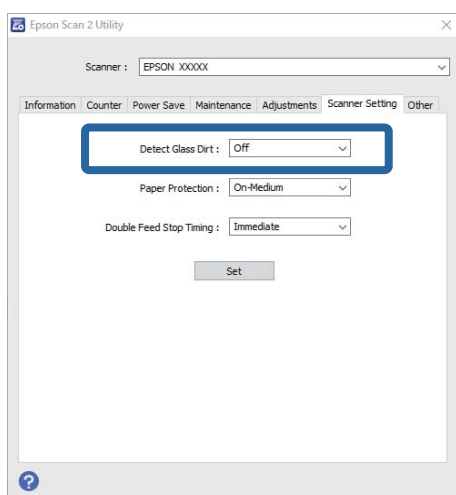 Epson Scan 2 Utility
Scanner : EPSON XXXXX
Information Counter Power Save Maintenance Adjustments Scanner Setting Other
Detect Glass Dirt : Off
Paper Protection : On-Medium
Double Feed Stop Timing : Immediate
Set
?